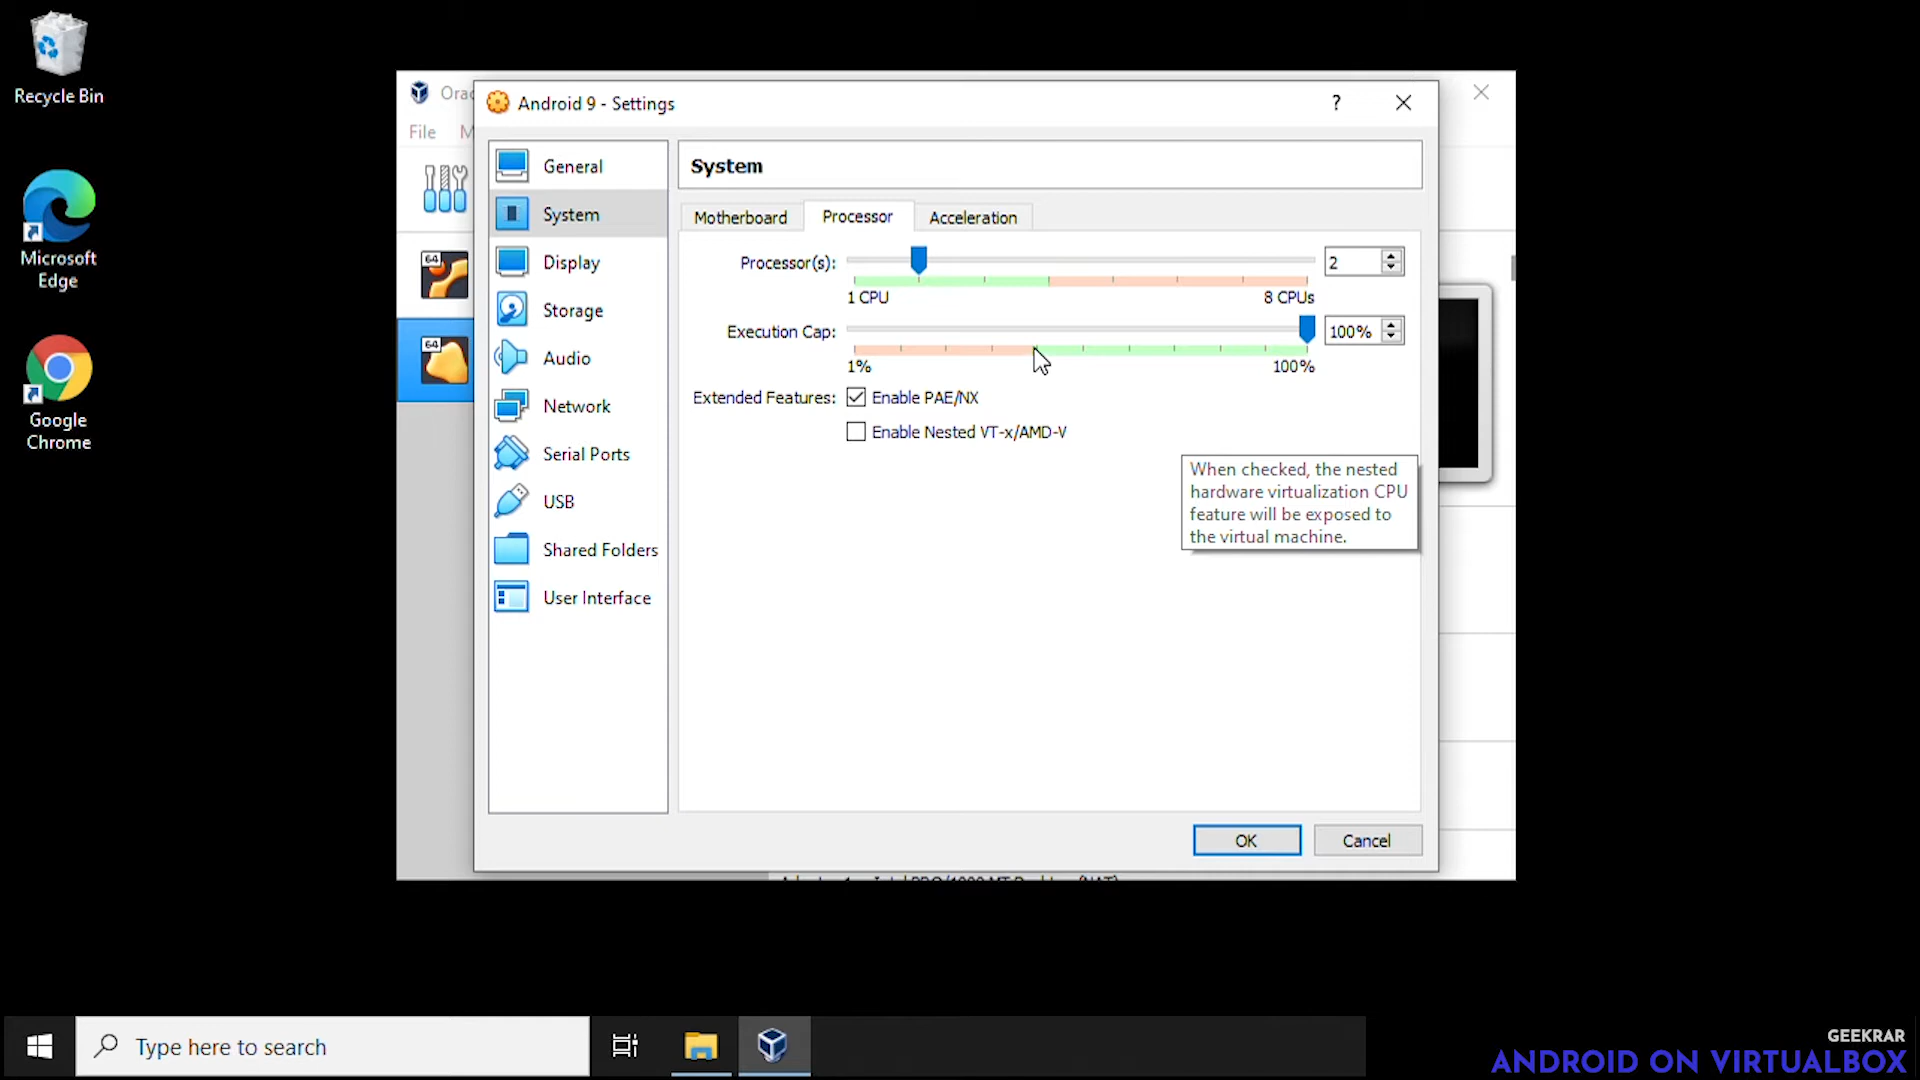 Recycle Bin
Microsoft
Edge
Google
Chrome
File
Android 9 - Settings
?
General
System
Display
Storage
Audio
Network
Serial Ports
USB
Shared Folders
User Interface
System
Motherboard
Processor
Acceleration
Processor(s):
2
1 CPU
8 CPUs
Execution Cap:
100%
1%
100%
Extended Features:
Enable PAE/NX
Enable Nested VT-x/AMD-V
When checked, the nested
hardware virtualization CPU
feature will be exposed to
the virtual machine.
OK
Cancel
64
64
Type here to search
GEEKRAR
ANDROID ON VIRTUALBOX